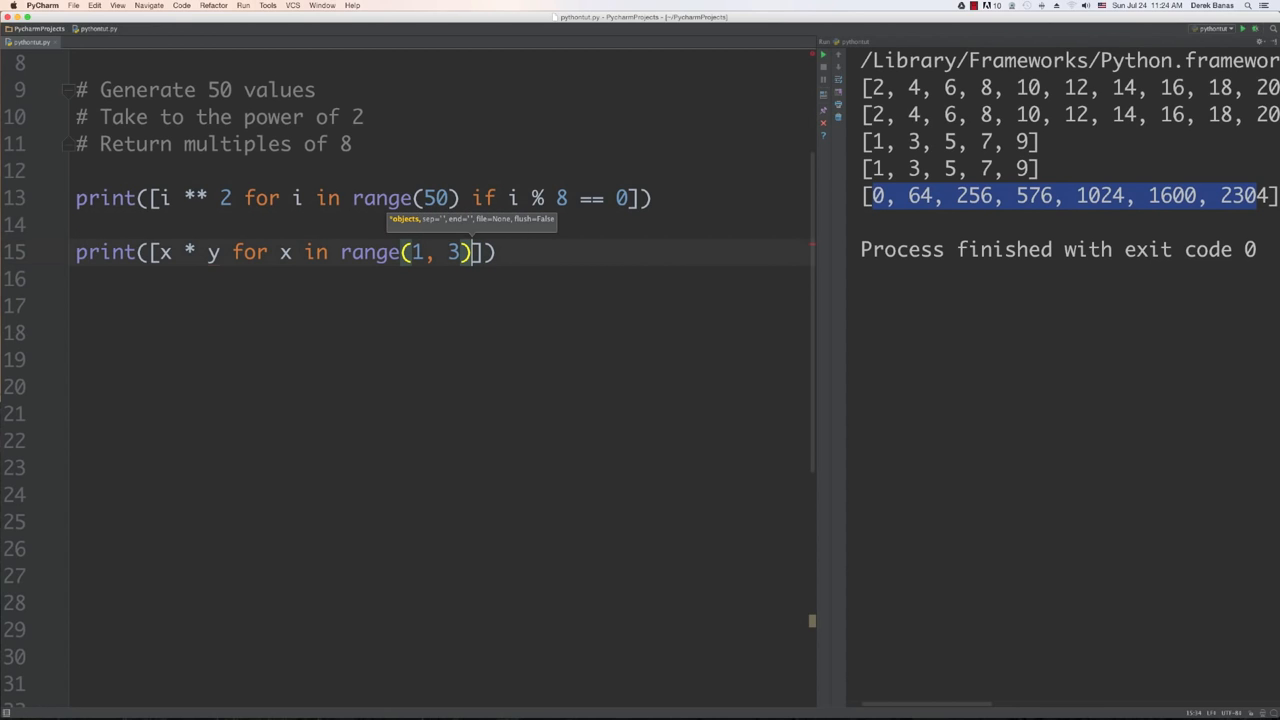 PyCharm File Edit View Navigate Code Refactor Run Tools VCS Window Help 10 Sun Jul 24 11:24 AM Derek Banas
pythontut.py - PycharmProjects - [~/PycharmProjects]
PycharmProjects pythontut.py pythontut
pythontut.py
Run: pythontut
8
9 # Generate 50 values
10 # Take to the power of 2
11 # Return multiples of 8
12
13 print([i ** 2 for i in range(50) if i % 8 == 0])
*objects, sep=' ', end='', file=None, flush=False
14
15 print([x * y for x in range(1, 3)])
16
17
18
19
20
21
22
23
24
25
26
27
28
29
30
31
/Library/Frameworks/Python.framewor
[2, 4, 6, 8, 10, 12, 14, 16, 18, 20
[2, 4, 6, 8, 10, 12, 14, 16, 18, 20
[1, 3, 5, 7, 9]
[1, 3, 5, 7, 9]
[0, 64, 256, 576, 1024, 1600, 2304]
Process finished with exit code 0
15:34 LF÷ UTF-8÷